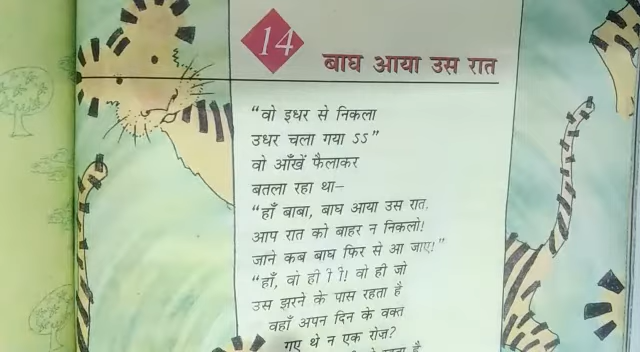 14
बाघ आया उस रात
“वो इधर से निकला
उधर चला गया ऽऽ”
वो आँखें फैलाकर
बतला रहा था–
“हाँ बाबा, बाघ आया उस रात,
आप रात को बाहर न निकलो!
जाने कब बाघ फिर से आ जाए!”
“हाँ, वो ही ो ो! वो ही जो
उस झरने के पास रहता है
वहाँ अपन दिन के वक्त
गए थे न एक रोज़?